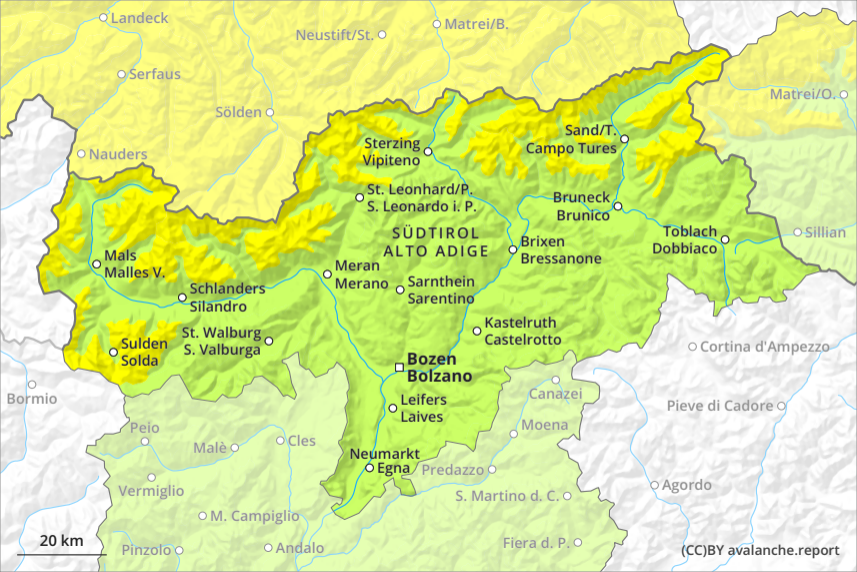 Landeck
Matrei/B.
Neustift/St.
Serfaus
Matrei/O.
Sölden
Sand/T.
Campo Tures
Sterzing
Vipiteno
Nauders
St. Leonhard/P.
S. Leonardo i. P.
Bruneck
Brunico
SÜDTIROL
ALTO ADIGE
Toblach
Dobbiaco
Sillian
Brixen
Bressanone
Mals
Malles V.
Meran
Merano
Sarnthein
Sarentino
Schlanders
Silandro
Kastelruth
Castelrotto
St. Walburg
S. Valburga
Sulden
Solda
Cortina d'Ampezzo
Bozen
Bolzano
Bormio
Canazei
Leifers
Laives
Pieve di Cadore
Peio
Moena
Cles
Malè
Neumarkt
Egna
Predazzo
Vermiglio
Agordo
S. Martino d. C.
M. Campiglio
20 km
Pinzolo
Andalo
Fiera d. P.
(CC)BY avalanche.report